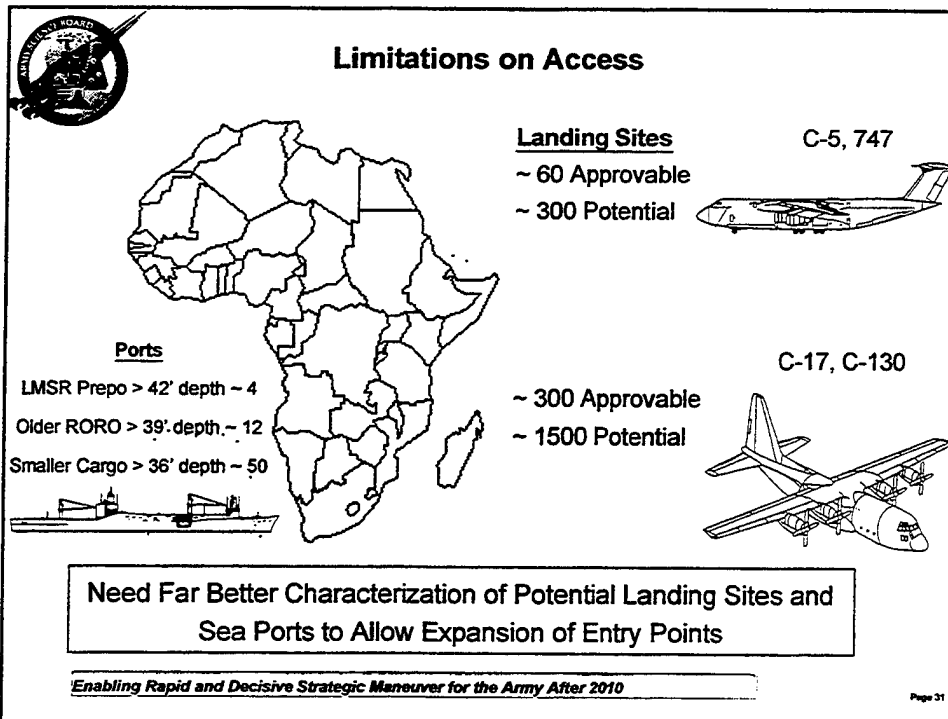 ARMY SCIENCE BOARD
Limitations on Access
Landing Sites
~ 60 Approvable
~ 300 Potential
C-5, 747
Ports
LMSR Prepo > 42' depth ~ 4
Older RORO > 39' depth ~ 12
Smaller Cargo > 36' depth ~ 50
~ 300 Approvable
~ 1500 Potential
C-17, C-130
Need Far Better Characterization of Potential Landing Sites and
Sea Ports to Allow Expansion of Entry Points
Enabling Rapid and Decisive Strategic Maneuver for the Army After 2010
Page 31